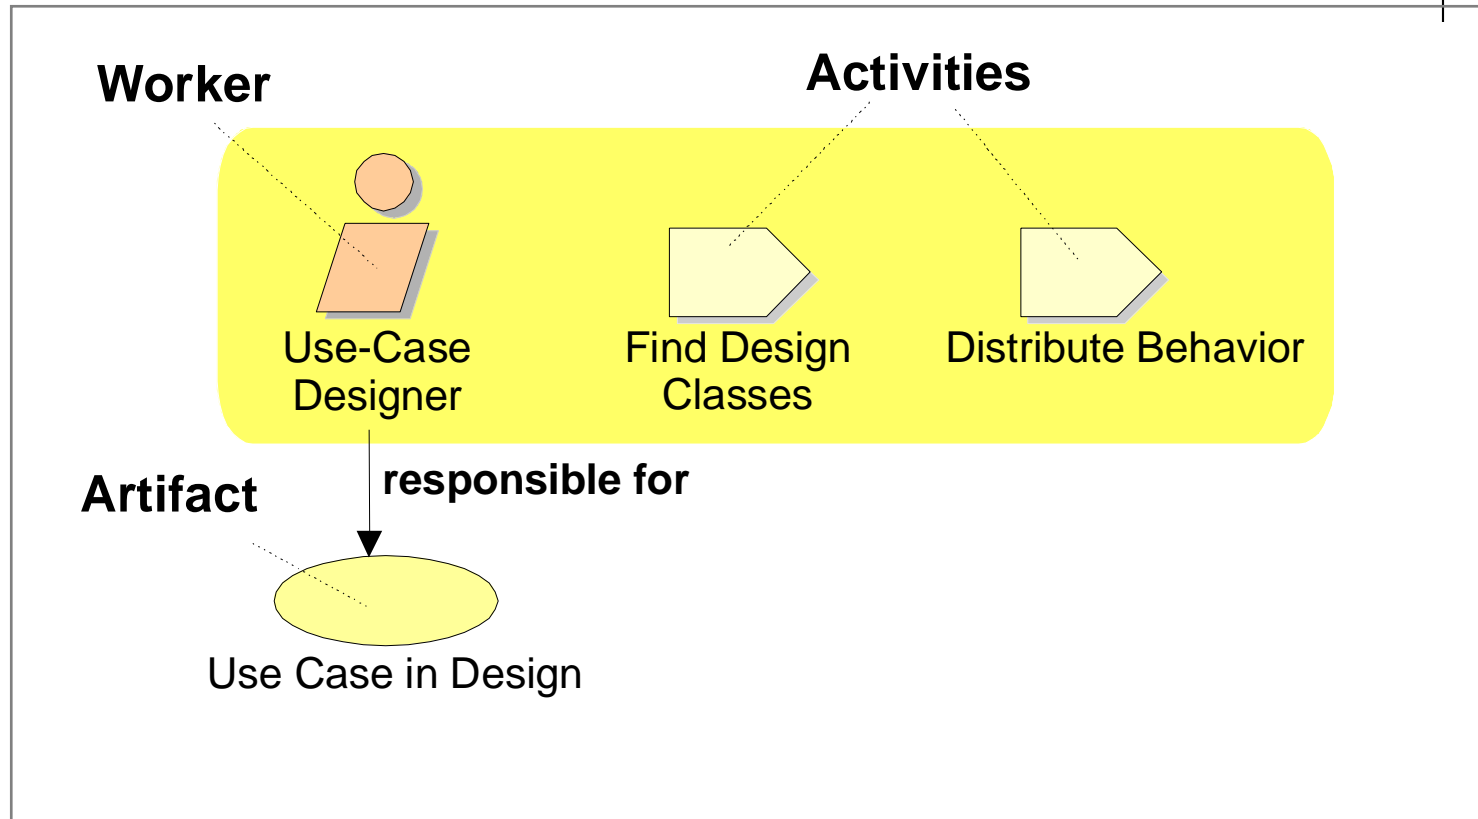 Worker
Activities
Use-Case
Designer
Find Design
Classes
Distribute Behavior
responsible for
Artifact
Use Case in Design